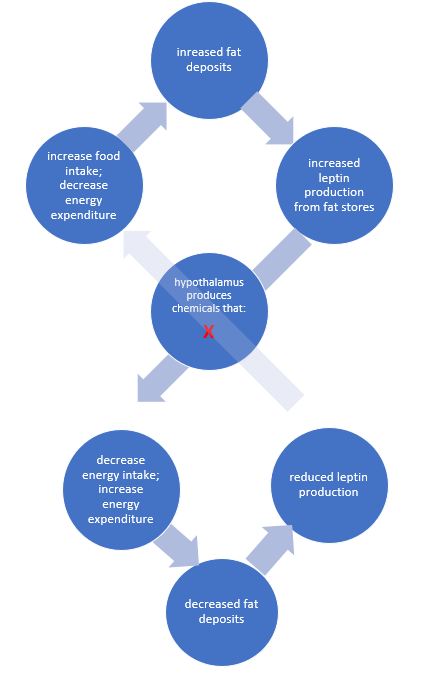 inreased fat
deposits
increase food
intake;
decrease
energy
expenditure
increased
leptin
production
from fat stores
hypothalamus
produces
chemicals that:
X
decrease
energy intake;
increase
energy
expenditure
reduced leptin
production
decreased fat
deposits